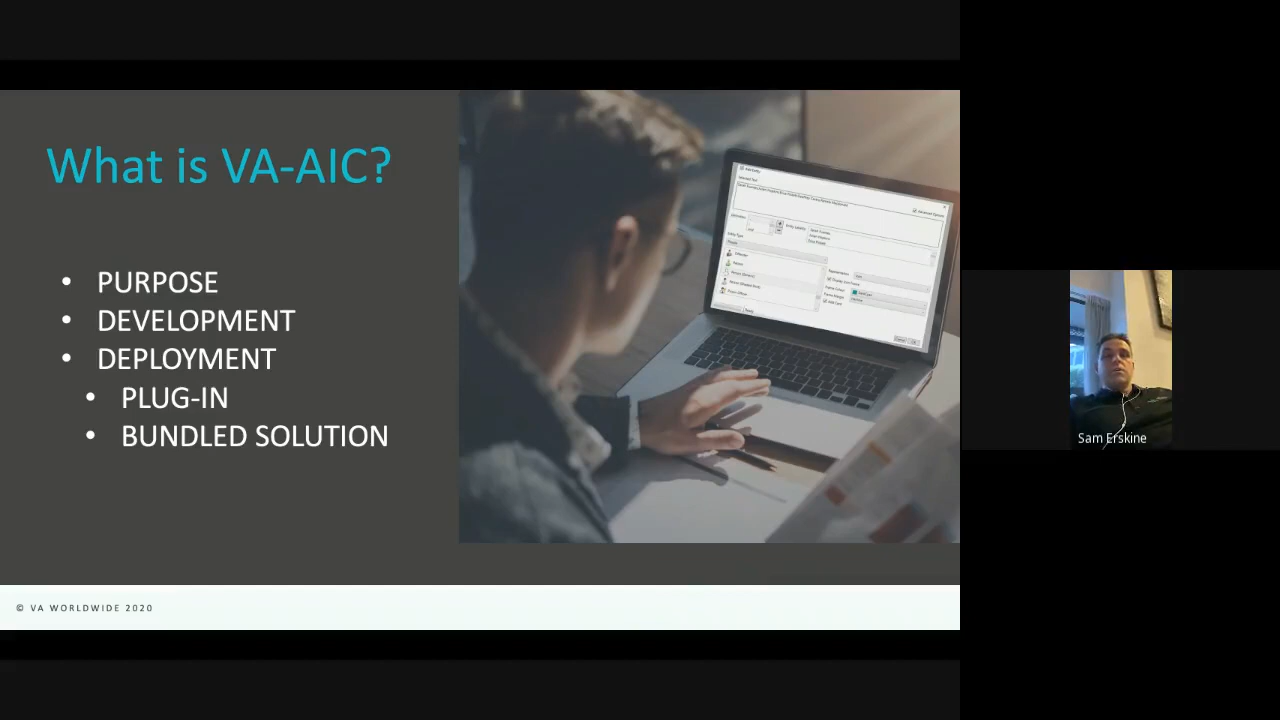 What is VA-AIC?
• PURPOSE
• DEVELOPMENT
• DEPLOYMENT
• PLUG-IN
• BUNDLED SOLUTION
© VA WORLDWIDE 2020
Sam Erskine